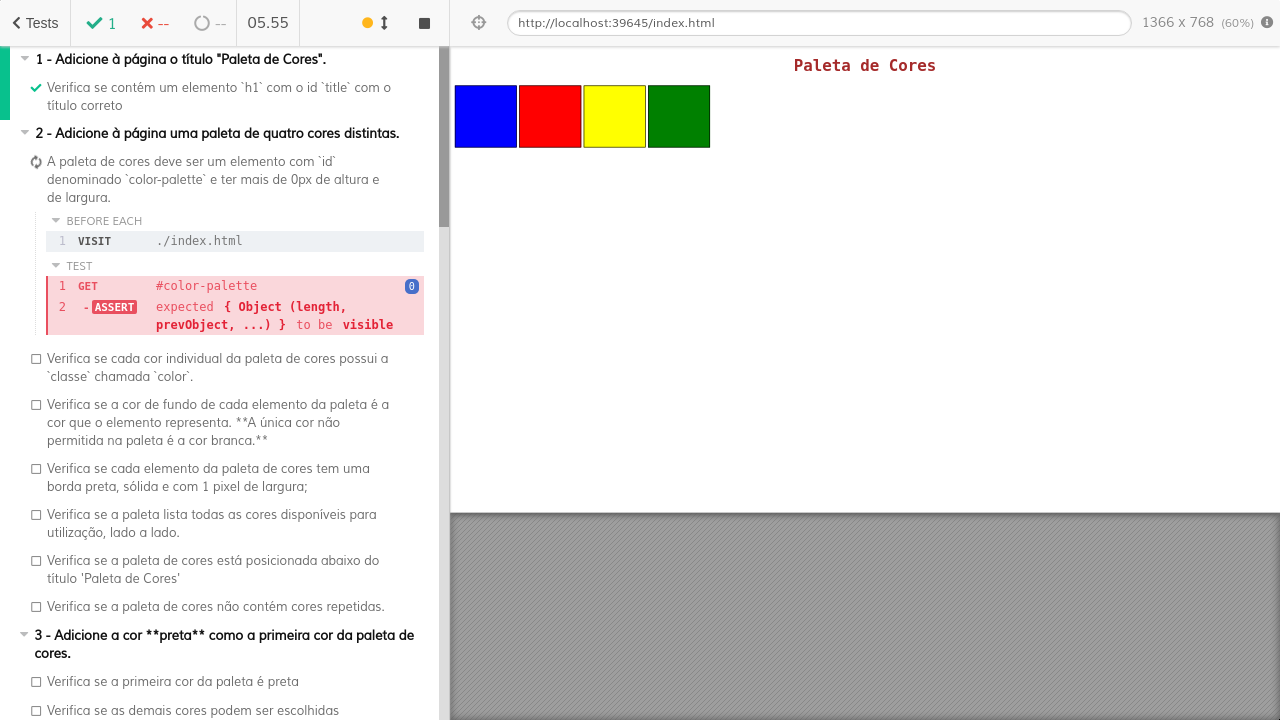 Tests
1
--
--
05.55
http://localhost:39645/index.html
1366 x 768 (60%)
1 - Adicione à página o título "Paleta de Cores".
Verifica se contém um elemento `h1` com o id `title` com o
título correto
2 - Adicione à página uma paleta de quatro cores distintas.
A paleta de cores deve ser um elemento com `id`
denominado `color-palette` e ter mais de 0px de altura e
de largura.
BEFORE EACH
1 VISIT ./index.html
TEST
1 GET #color-palette 0
2 -ASSERT expected { Object (length,
prevObject, ...) } to be visible
Verifica se cada cor individual da paleta de cores possui a
`classe` chamada `color`.
Verifica se a cor de fundo de cada elemento da paleta é a
cor que o elemento representa. **A única cor não
permitida na paleta é a cor branca.**
Verifica se cada elemento da paleta de cores tem uma
borda preta, sólida e com 1 pixel de largura;
Verifica se a paleta lista todas as cores disponíveis para
utilização, lado a lado.
Verifica se a paleta de cores está posicionada abaixo do
título 'Paleta de Cores'
Verifica se a paleta de cores não contém cores repetidas.
3 - Adicione a cor **preta** como a primeira cor da paleta de
cores.
Verifica se a primeira cor da paleta é preta
Verifica se as demais cores podem ser escolhidas
Paleta de Cores